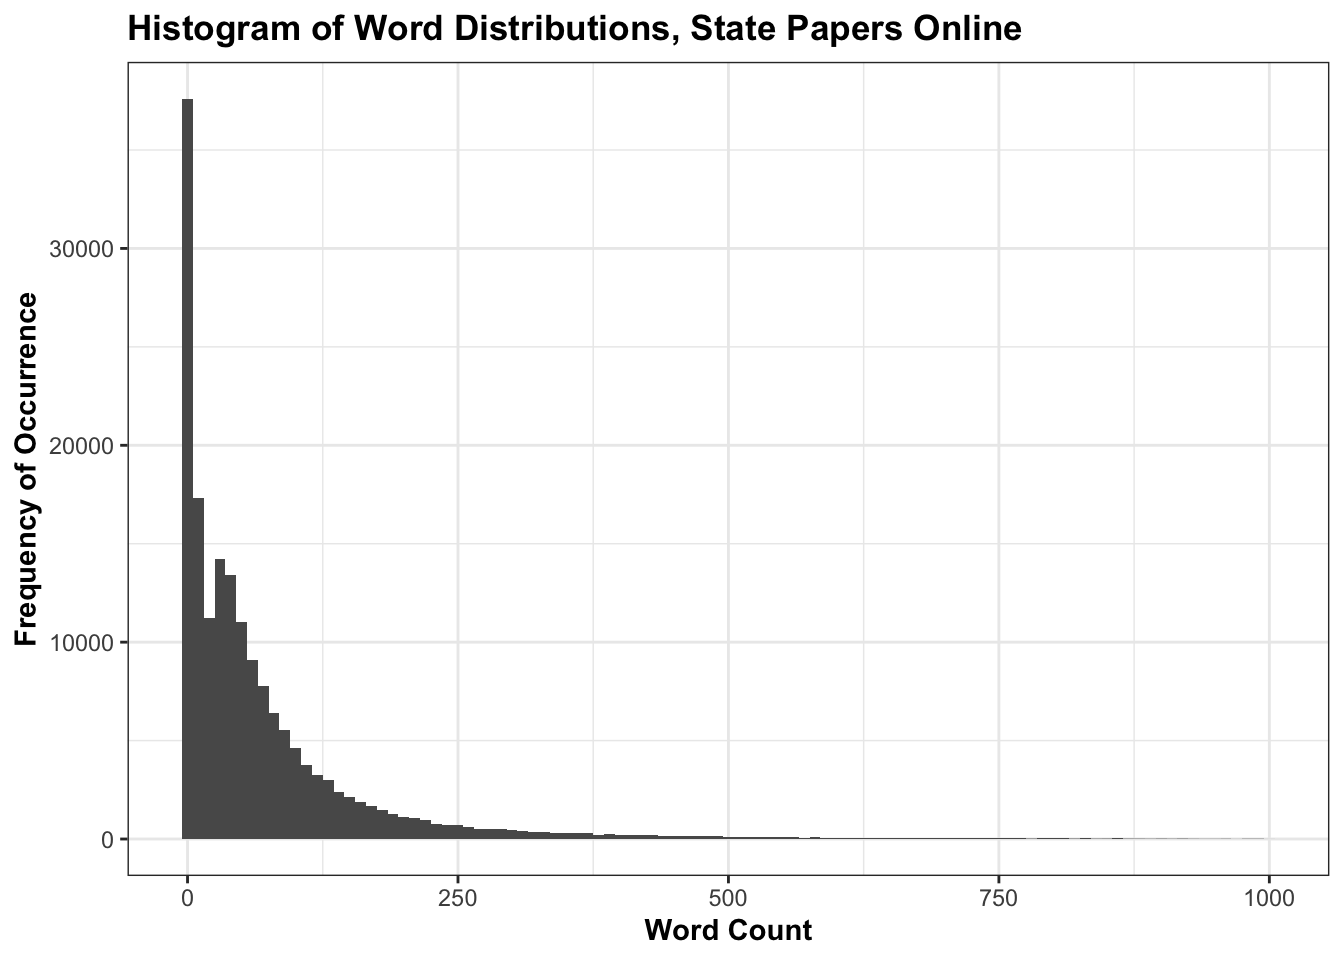 Histogram of Word Distributions, State Papers Online
Frequency of Occurrence
30000
20000
10000
0
0 250 500 750 1000
Word Count